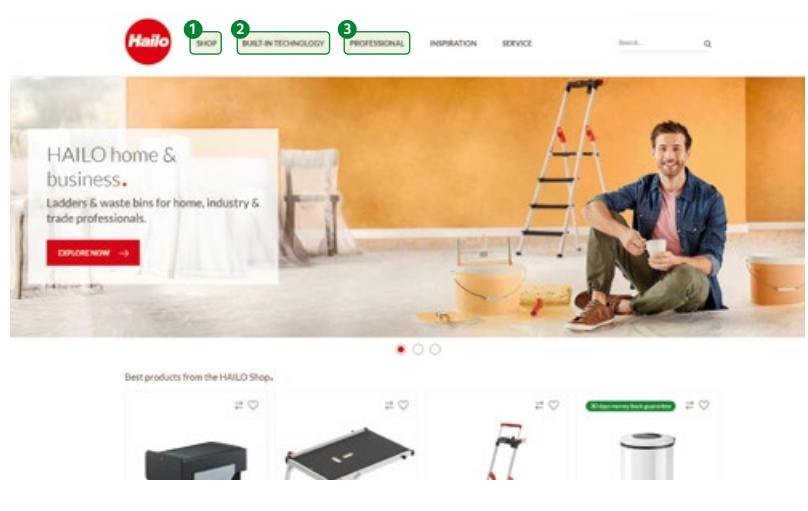 1
2
3
Hailo
SHOP
BUILT-IN TECHNOLOGY
PROFESSIONAL
INSPIRATION
SERVICE
Search...
HAILO home &
business.
Ladders & waste bins for home, industry &
trade professionals.
EXPLORE NOW →
Best products from the HAILO Shop.
30 days money back guarantee